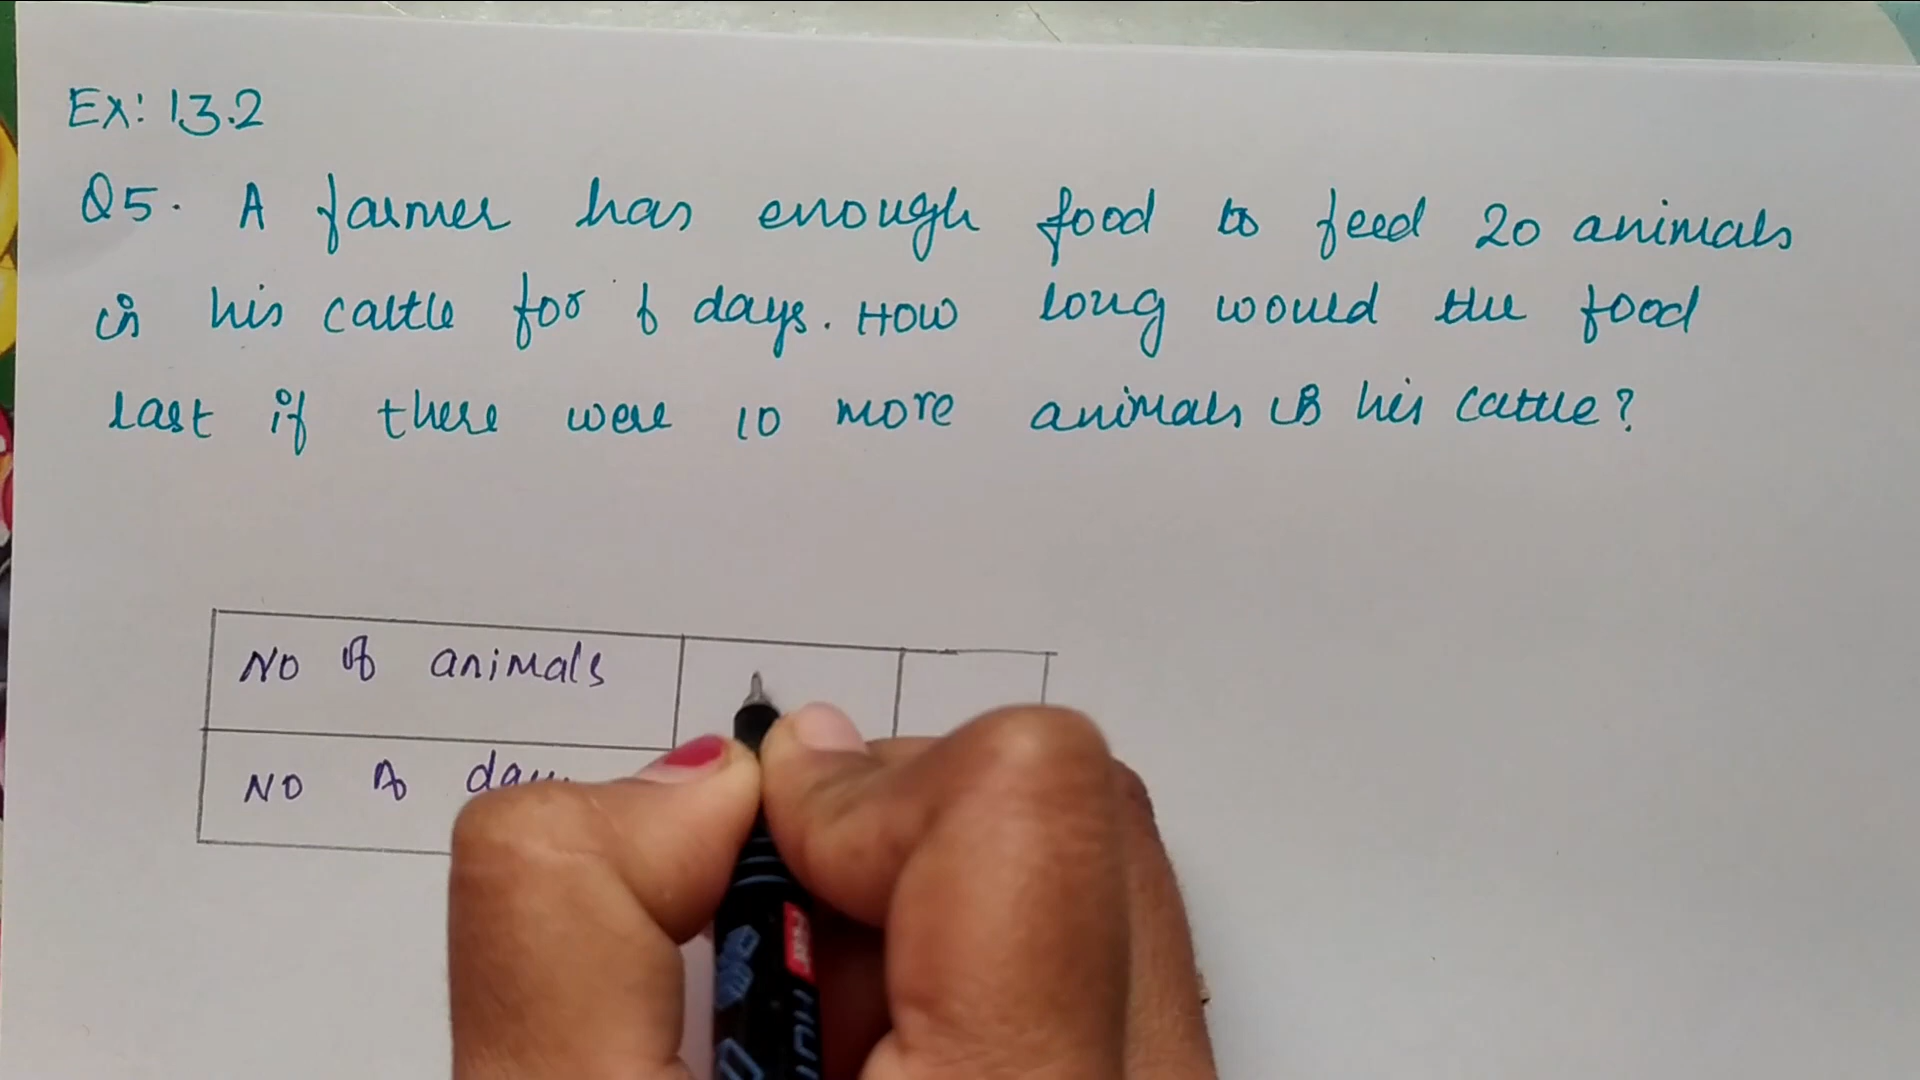 Ex: 13.2
Q5. A farmer has enough food to feed 20 animals
in his cattle for 6 days. How long would the food
last if there were 10 more animals in his cattle?
No of animals
No of days